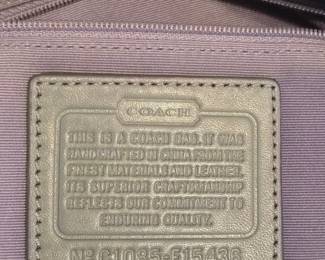 COACH
THIS IS A COACH BAG. IT WAS
HANDCRAFTED IN CHINA FROM THE
FINEST MATERIALS AND LEATHER.
ITS SUPERIOR CRAFTSMANSHIP
REFLECTS OUR COMMITMENT TO
ENDURING QUALITY.